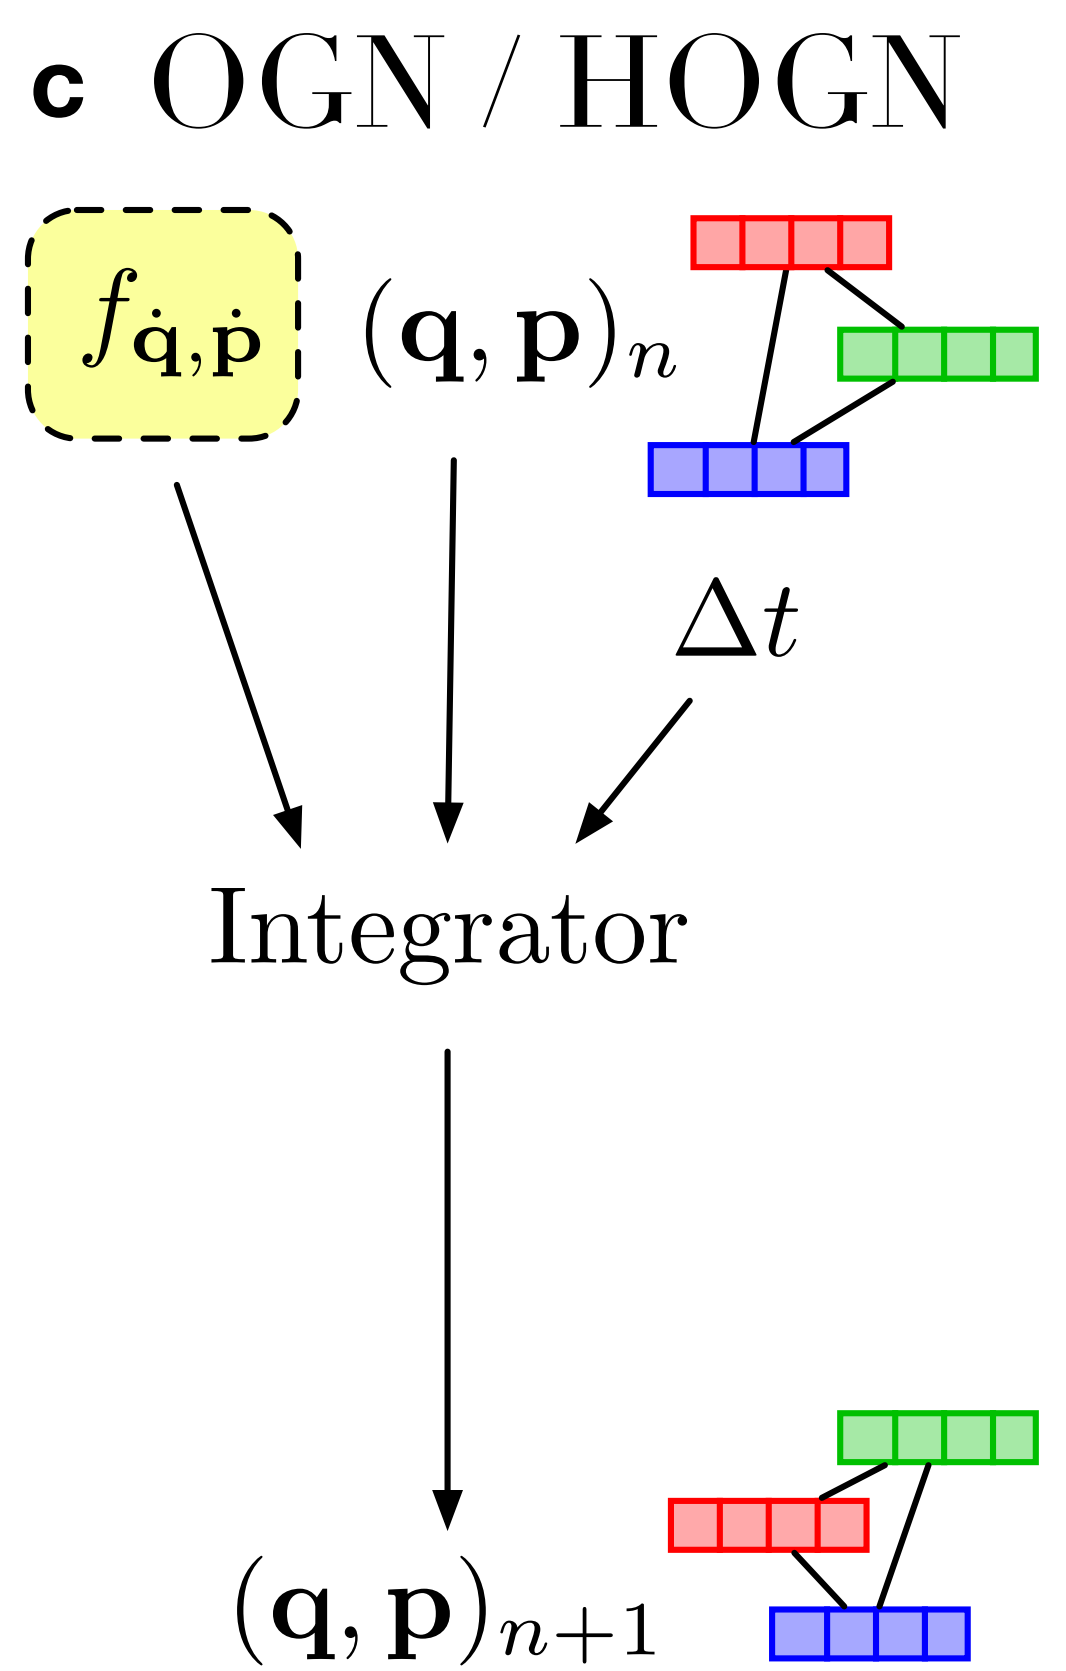 c OGN / HOGN
f_{q̇,ṗ} (q, p)_n
Δt
Integrator
(q, p)_{n+1}